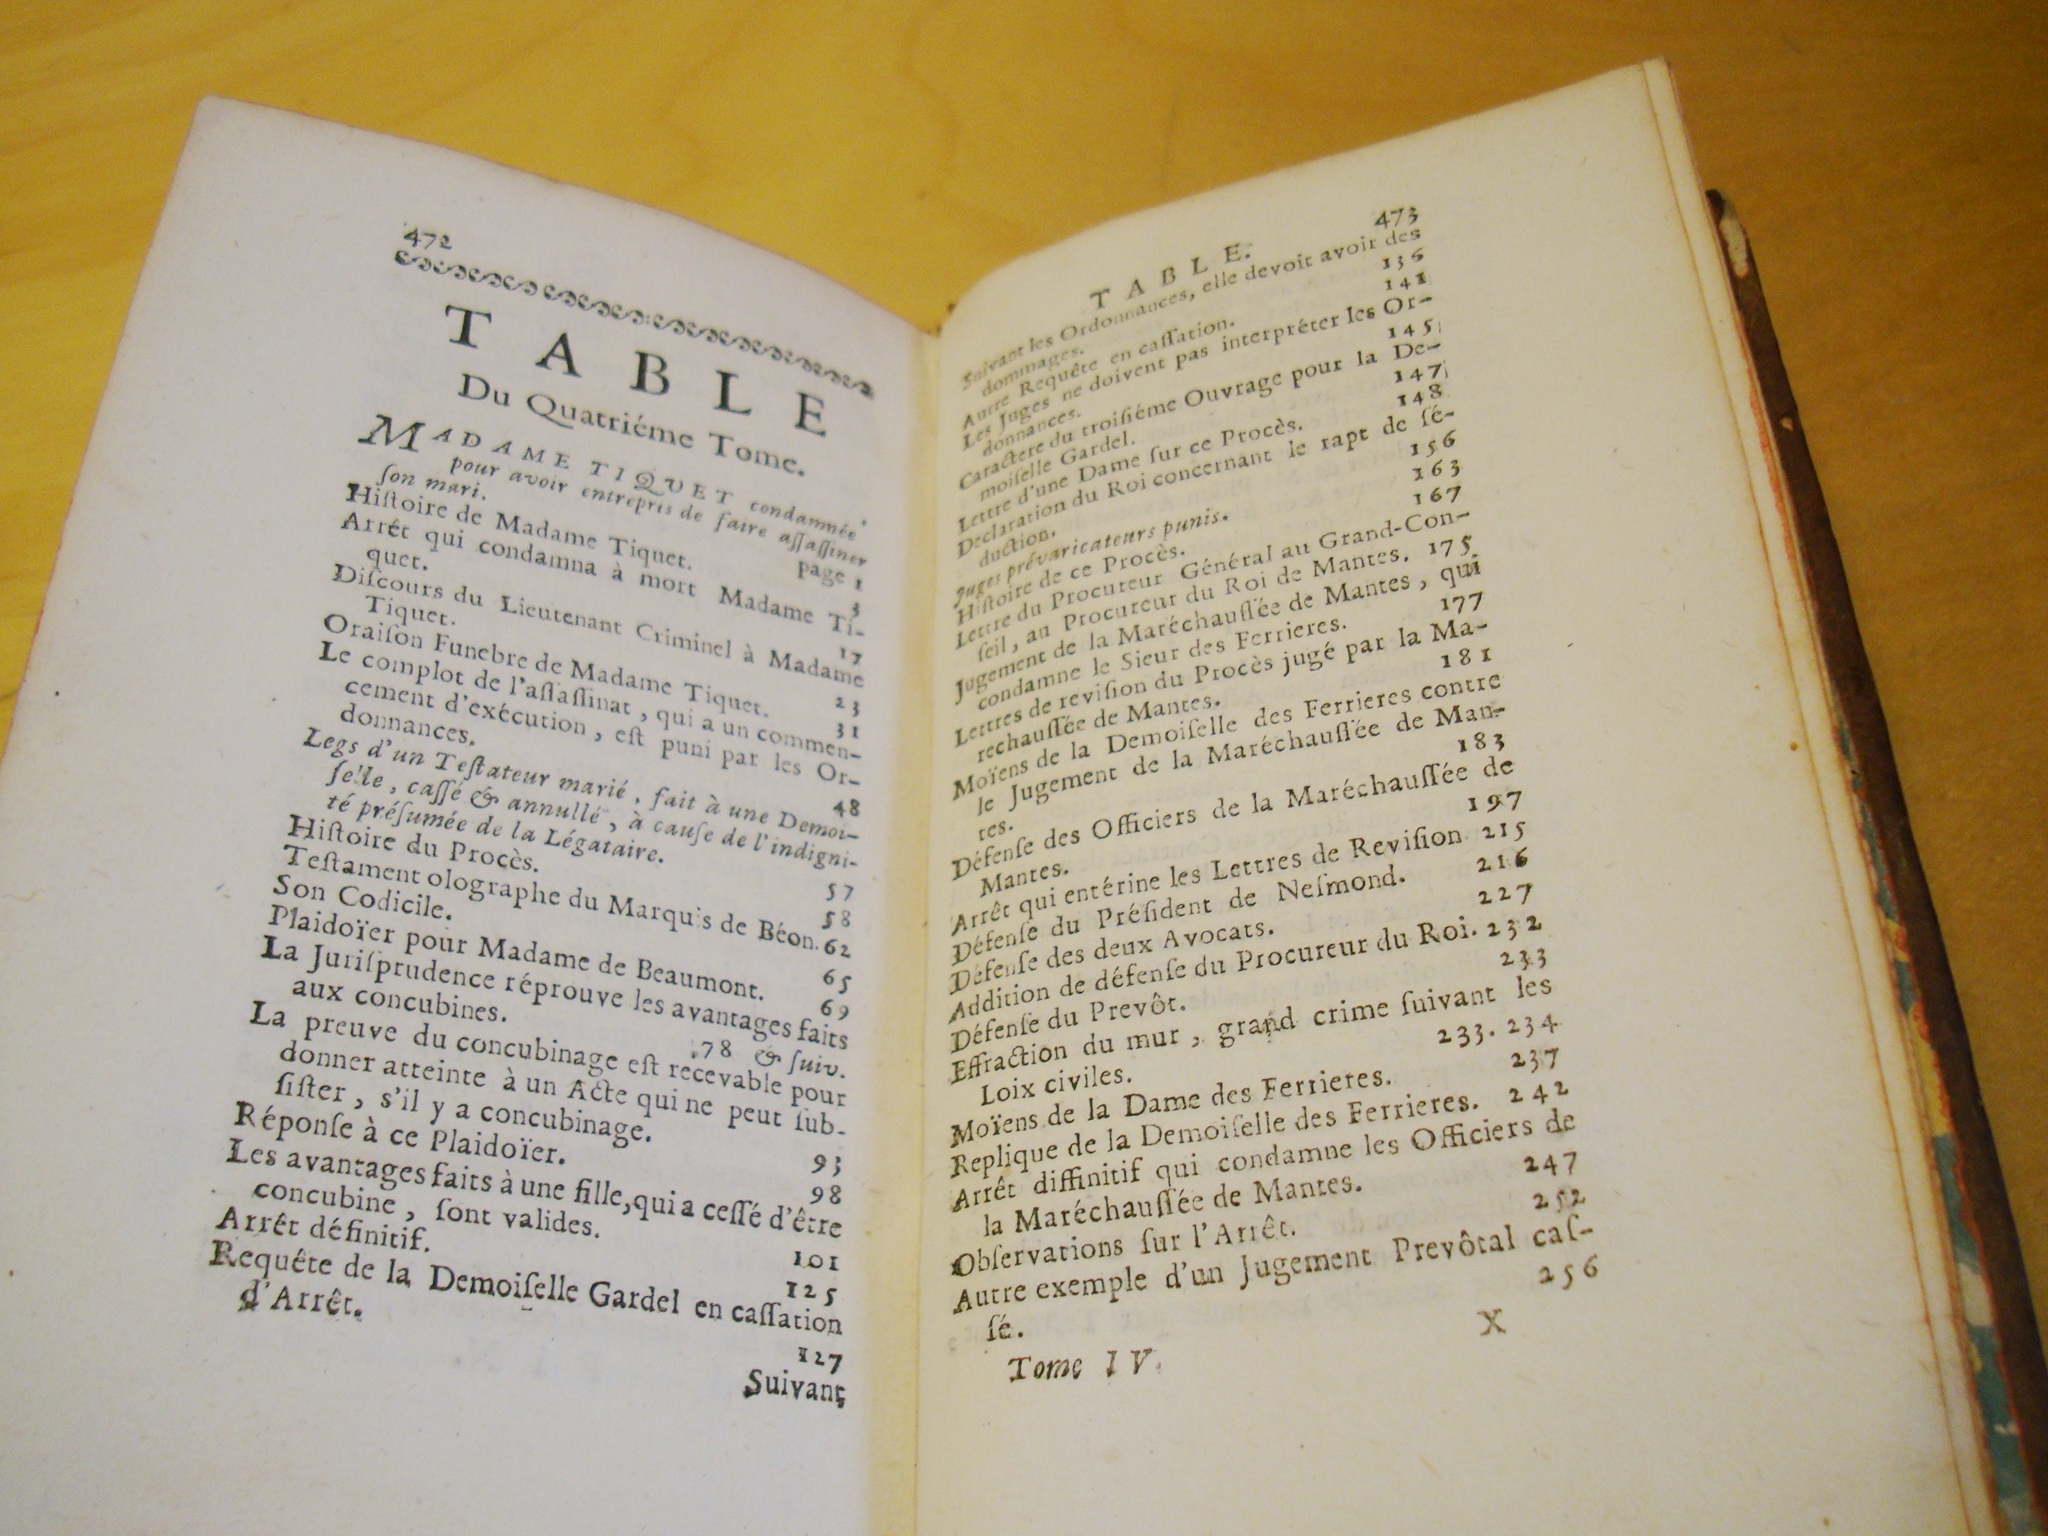 472
TABLE
Du Quatriéme Tome.
MADAME TIQUET condamnée
pour avoir entrepris de faire aſſaſſiner
ſon mari. page 1
Hiſtoire de Madame Tiquet. 3
Arrêt qui condamna à mort Madame Ti-
quet. 17
Diſcours du Lieutenant Criminel à Madame
Tiquet. 23
Oraiſon Funebre de Madame Tiquet. 31
Le complot de l'aſſaſſinat, qui a un commen-
cement d'exécution, eſt puni par les Or-
donnances. 48
Legs d'un Teſtateur marié, fait à une Demoi-
ſelle, caſſé & annullé, à cauſe de l'indigni-
té préſumée de la Légataire. 57
Hiſtoire du Procès. 58
Teſtament olographe du Marquis de Béon. 62
Son Codicile. 65
Plaidoïer pour Madame de Beaumont. 69
La Juriſprudence réprouve les avantages faits
aux concubines. 78 & ſuiv.
La preuve du concubinage eſt recevable pour
donner atteinte à un Acte qui ne peut ſub-
ſiſter, s'il y a concubinage. 93
Réponſe à ce Plaidoïer. 98
Les avantages faits à une fille, qui a ceſſé d'être
concubine, ſont valides. 101
Arrêt définitif. 125
Requête de la Demoiſelle Gardel en caſſation
d'Arrêt. 127
Suivant
473
TABLE.
Suivant les Ordonnances, elle devoit avoir des
dommages. 136
Autre Requête en caſſation. 141
Les Juges ne doivent pas interpréter les Or-
donnances. 145
Caractere du troiſiéme Ouvrage pour la De-
moiſelle Gardel. 147
Lettre d'une Dame ſur ce Procès. 148
Declaration du Roi concernant le rapt de ſé-
duction. 156
Juges prévaricateurs punis. 163
Hiſtoire de ce Procès. 167
Lettre du Procureur Général au Grand-Con-
ſeil, au Procureur du Roi de Mantes. 175
Jugement de la Maréchauſſée de Mantes, qui
condamne le Sieur des Ferrieres. 177
Lettres de reviſion du Procès jugé par la Ma-
rechauſſée de Mantes. 181
Moïens de la Demoiſelle des Ferrieres contre
le Jugement de la Maréchauſſée de Man-
tes. 183
Défenſe des Officiers de la Maréchauſſée de
Mantes. 197
Arrêt qui entérine les Lettres de Reviſion 215
Défenſe du Préſident de Neſmond. 216
Défenſe des deux Avocats. 227
Addition de défenſe du Procureur du Roi. 232
Défenſe du Prevôt. 233
Effraction du mur, grand crime ſuivant les
Loix civiles. 233. 234
Moïens de la Dame des Ferrieres. 237
Replique de la Demoiſelle des Ferrieres. 242
Arrêt diffinitif qui condamne les Officiers de
la Maréchauſſée de Mantes. 247
Obſervations ſur l'Arrêt. 252
Autre exemple d'un Jugement Prevôtal caſ-
ſé. 256
Tome IV. X